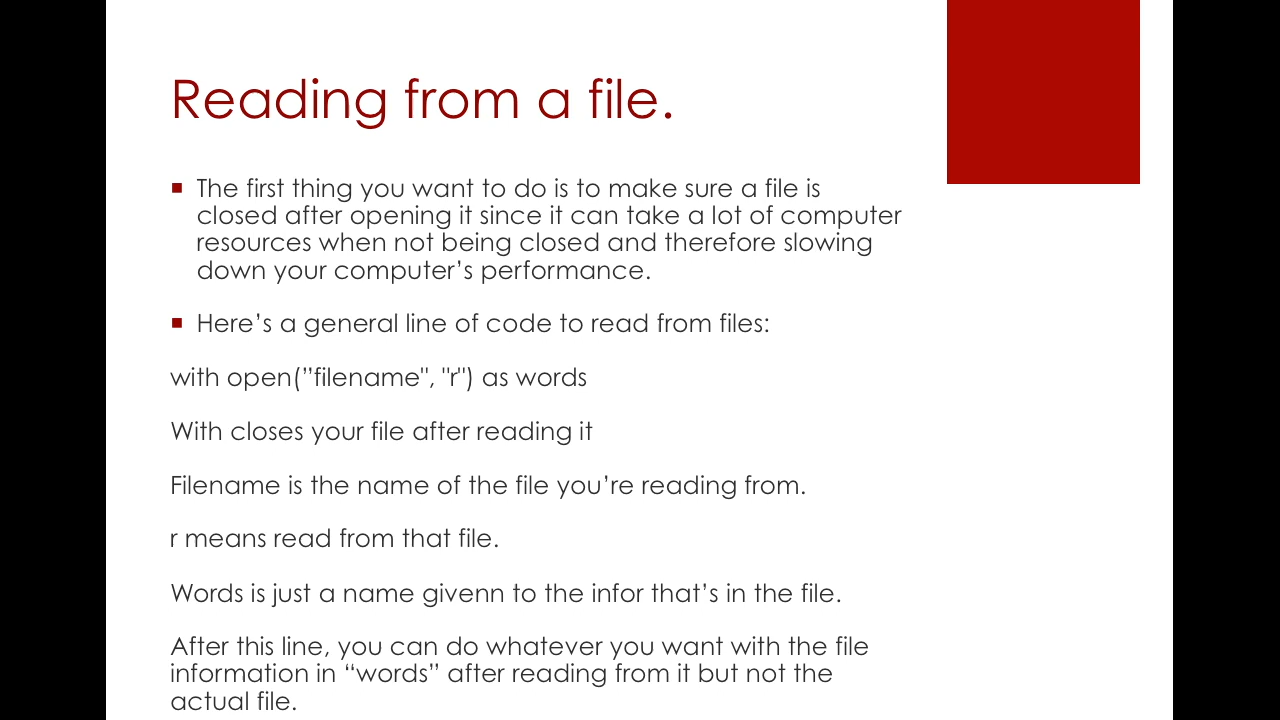 Reading from a file.
The first thing you want to do is to make sure a file is
closed after opening it since it can take a lot of computer
resources when not being closed and therefore slowing
down your computer’s performance.
Here’s a general line of code to read from files:
with open(”filename", "r") as words
With closes your file after reading it
Filename is the name of the file you’re reading from.
r means read from that file.
Words is just a name givenn to the infor that’s in the file.
After this line, you can do whatever you want with the file
information in “words” after reading from it but not the
actual file.